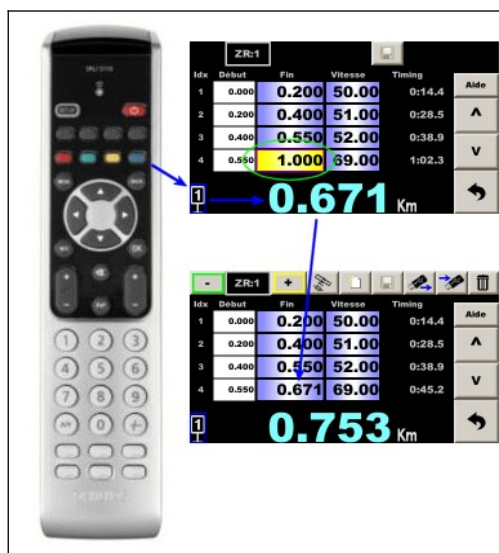 ZR:1
Idx Début Fin Vitesse Timing
Aide
1 0.000 0.200 50.00 0:14.4
2 0.200 0.400 51.00 0:28.5
3 0.400 0.550 52.00 0:38.9
4 0.550 1.000 69.00 1:02.3
1 0.671 Km
- ZR:1 +
Idx Début Fin Vitesse Timing
Aide
1 0.000 0.200 50.00 0:14.4
2 0.200 0.400 51.00 0:28.5
3 0.400 0.550 52.00 0:38.9
4 0.550 0.671 69.00 0:45.2
1 0.753 Km
OK
+ +
- -
1 2 3
4 5 6
7 8 9
0